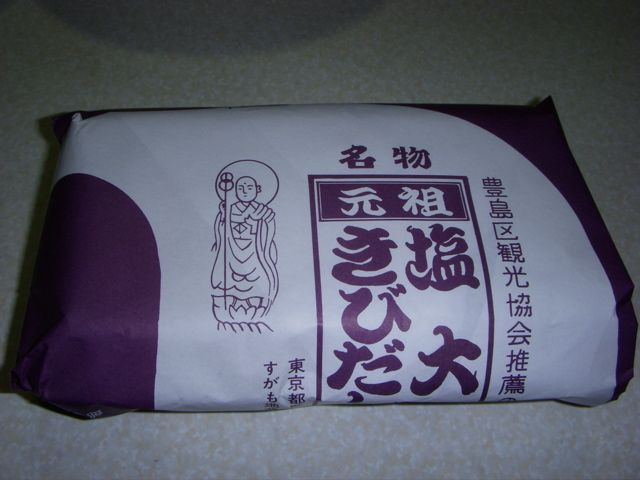 豊島区観光協会推薦
名物
元祖
塩大
きびだ
東京都
すがも